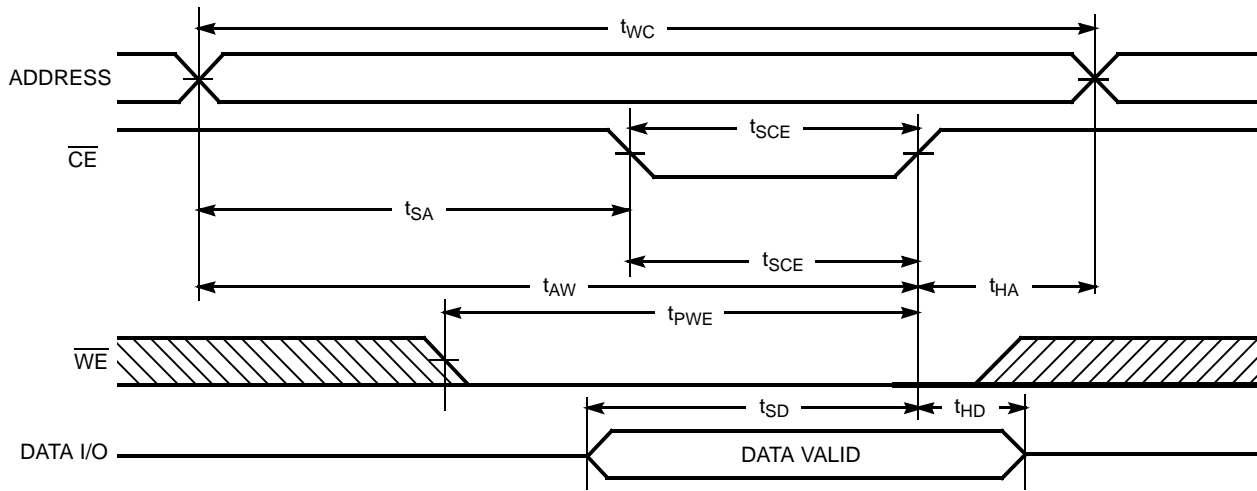 tWC
ADDRESS
tSCE
CE
tSA
tSCE
tAW
tHA
tPWE
WE
tSD
tHD
DATA I/O
DATA VALID